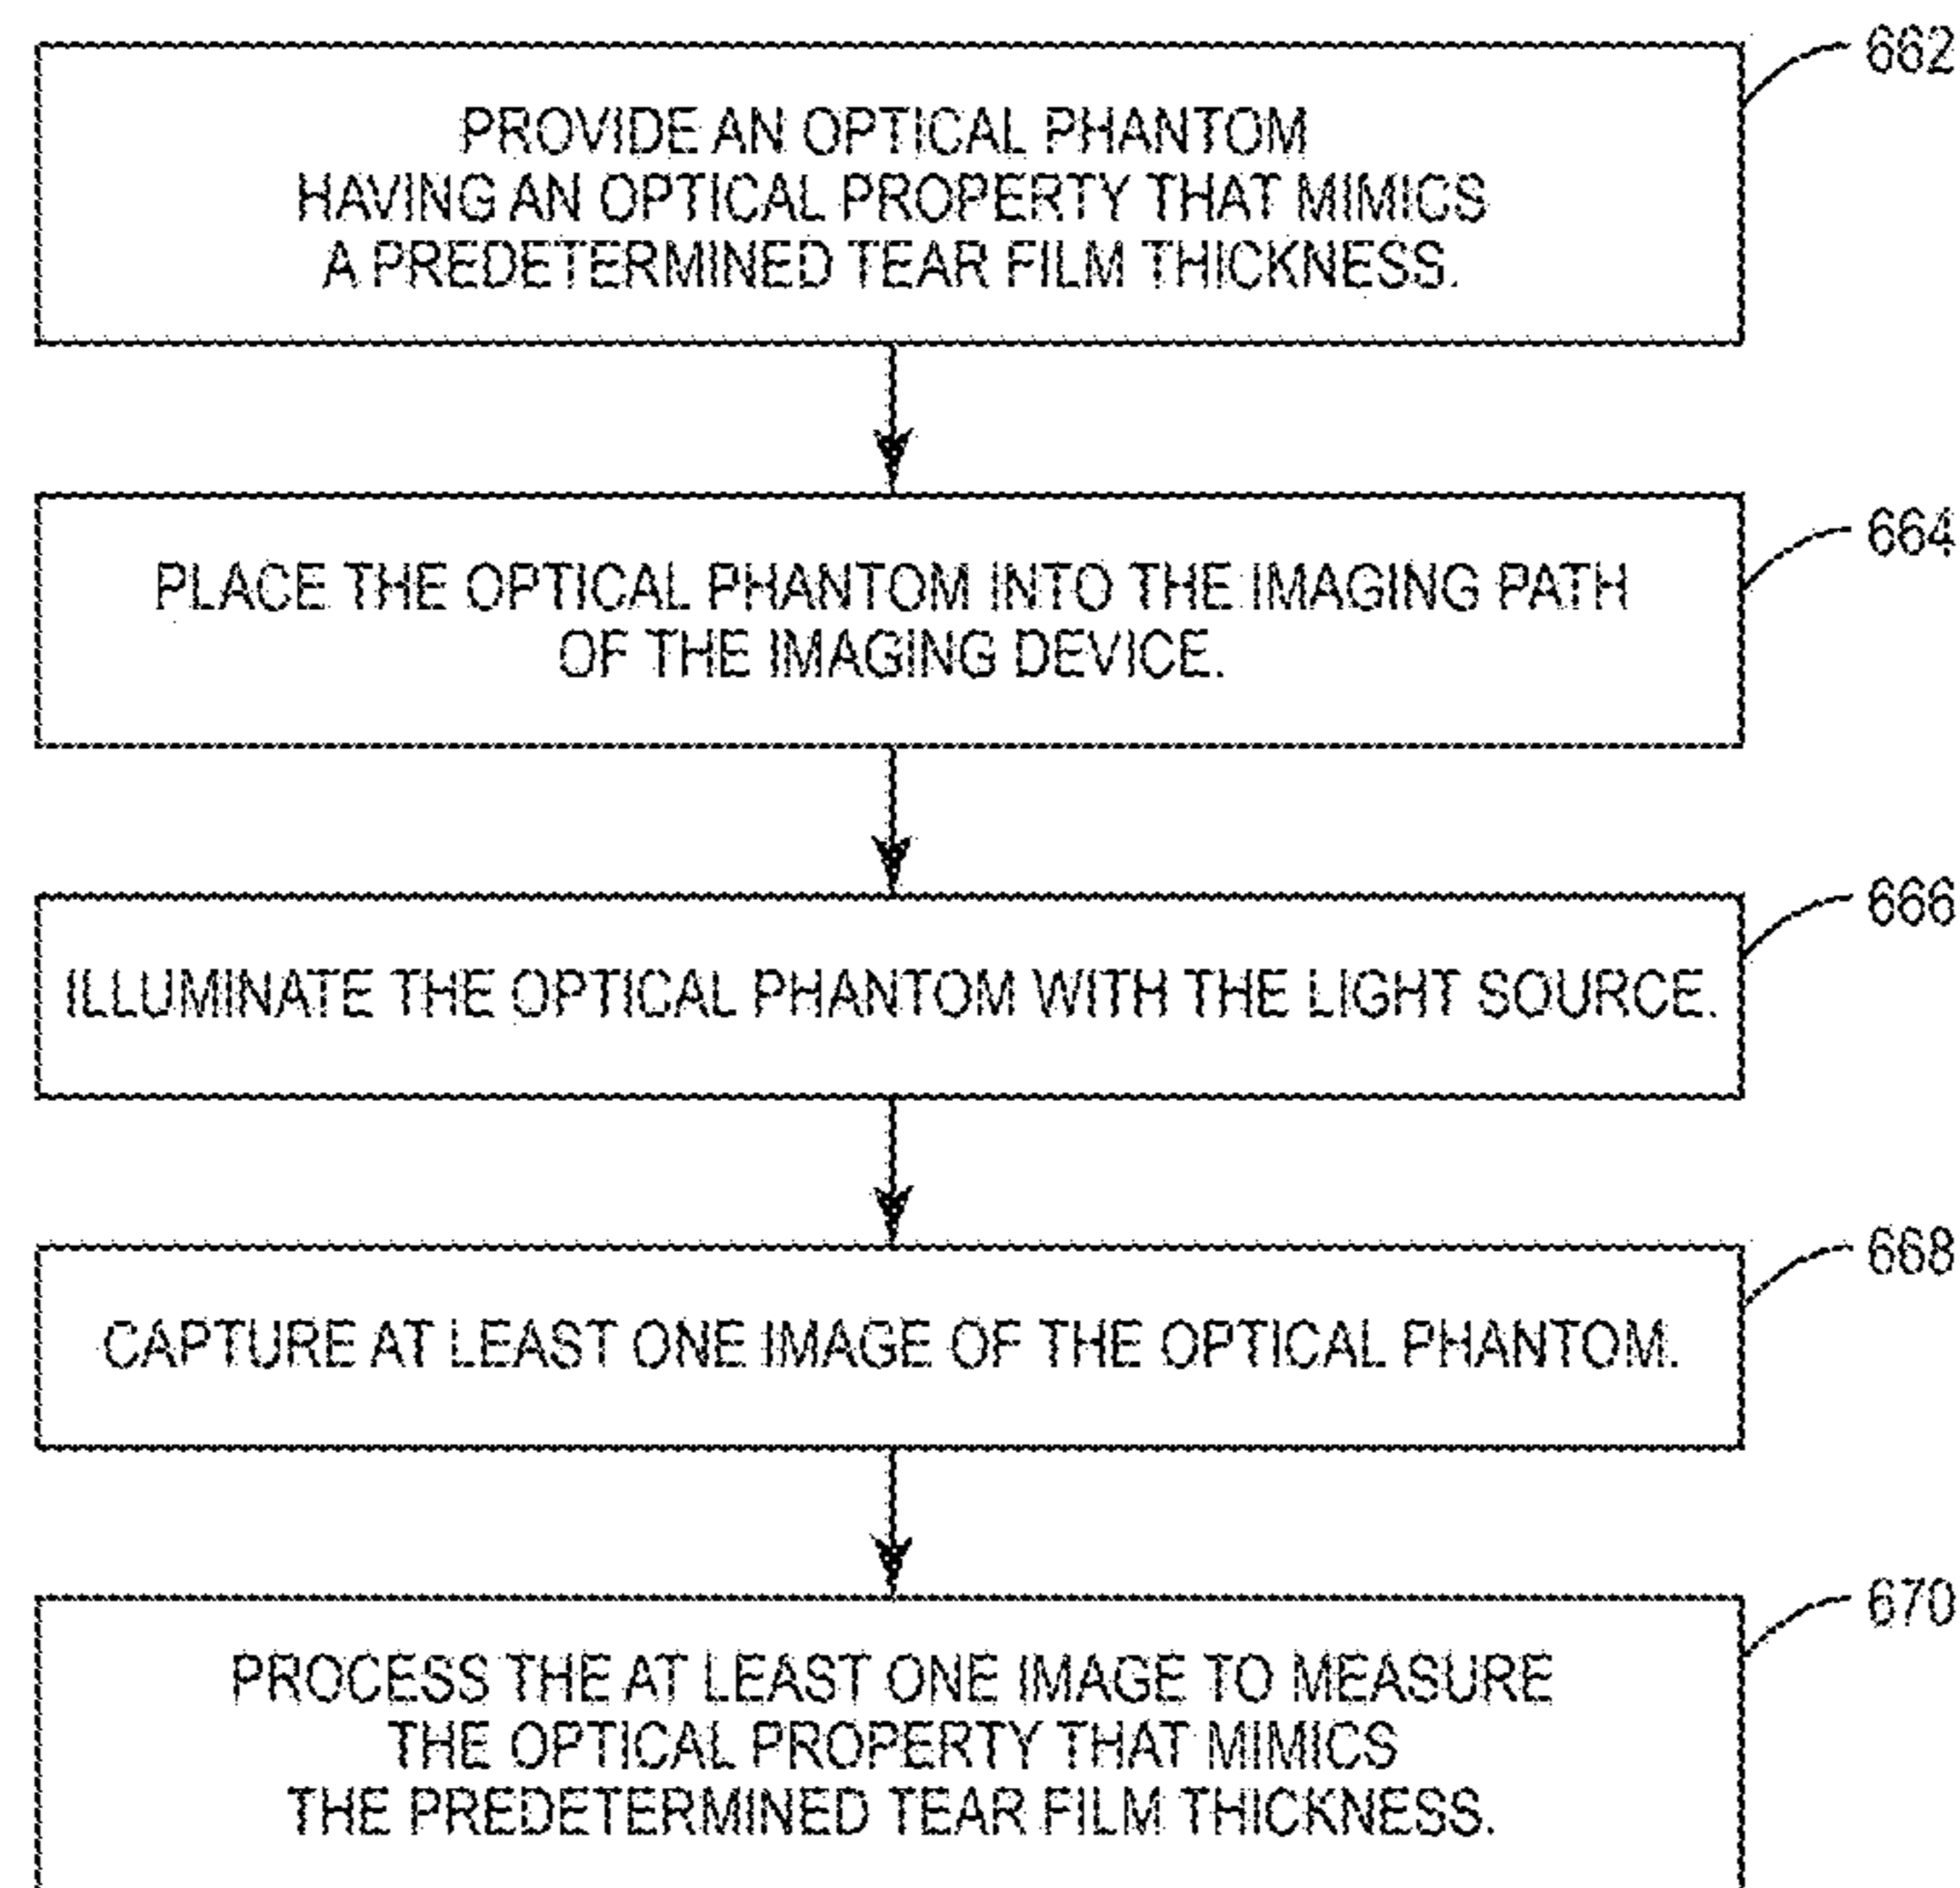 662
PROVIDE AN OPTICAL PHANTOM
HAVING AN OPTICAL PROPERTY THAT MIMICS
A PREDETERMINED TEAR FILM THICKNESS.
664
PLACE THE OPTICAL PHANTOM INTO THE IMAGING PATH
OF THE IMAGING DEVICE.
666
ILLUMINATE THE OPTICAL PHANTOM WITH THE LIGHT SOURCE.
668
CAPTURE AT LEAST ONE IMAGE OF THE OPTICAL PHANTOM.
670
PROCESS THE AT LEAST ONE IMAGE TO MEASURE
THE OPTICAL PROPERTY THAT MIMICS
THE PREDETERMINED TEAR FILM THICKNESS.